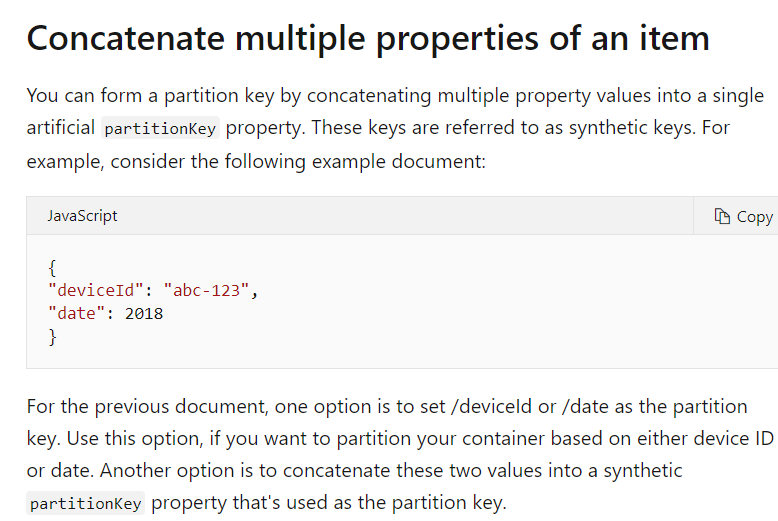 Concatenate multiple properties of an item
You can form a partition key by concatenating multiple property values into a single
artificial partitionKey property. These keys are referred to as synthetic keys. For
example, consider the following example document:
JavaScript
Copy
{
"deviceId": "abc-123",
"date": 2018
}
For the previous document, one option is to set /deviceId or /date as the partition
key. Use this option, if you want to partition your container based on either device ID
or date. Another option is to concatenate these two values into a synthetic
partitionKey property that's used as the partition key.